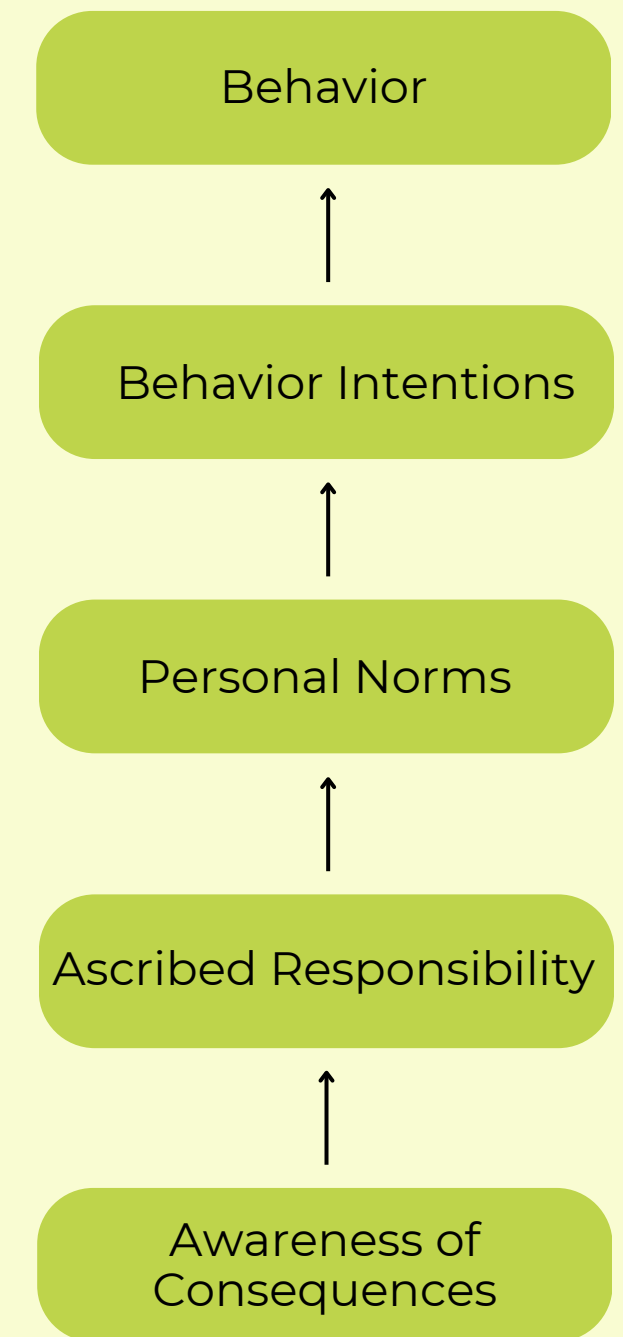 Behavior
Behavior Intentions
Personal Norms
Ascribed Responsibility
Awareness of
Consequences